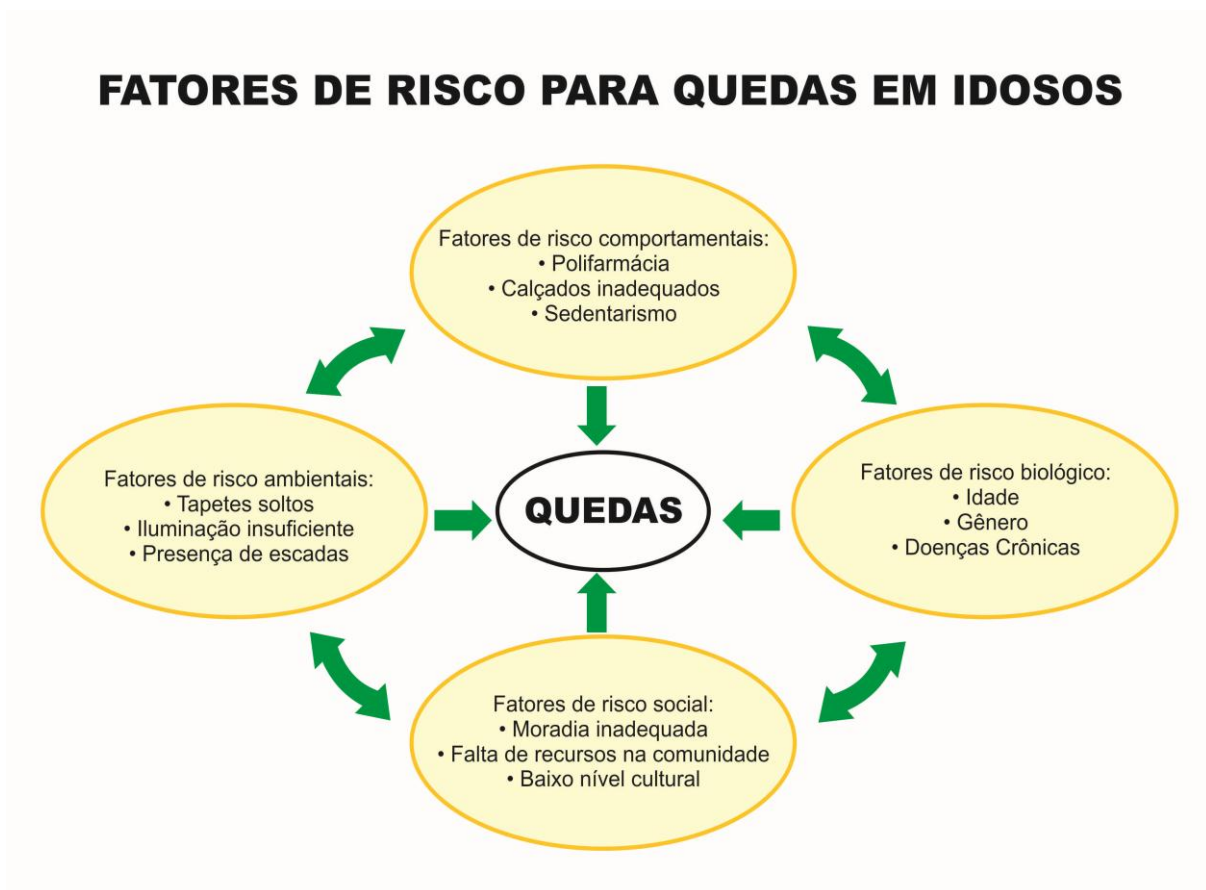 FATORES DE RISCO PARA QUEDAS EM IDOSOS
Fatores de risco comportamentais:
• Polifarmácia
• Calçados inadequados
• Sedentarismo
Fatores de risco ambientais:
• Tapetes soltos
• Iluminação insuficiente
• Presença de escadas
QUEDAS
Fatores de risco biológico:
• Idade
• Gênero
• Doenças Crônicas
Fatores de risco social:
• Moradia inadequada
• Falta de recursos na comunidade
• Baixo nível cultural